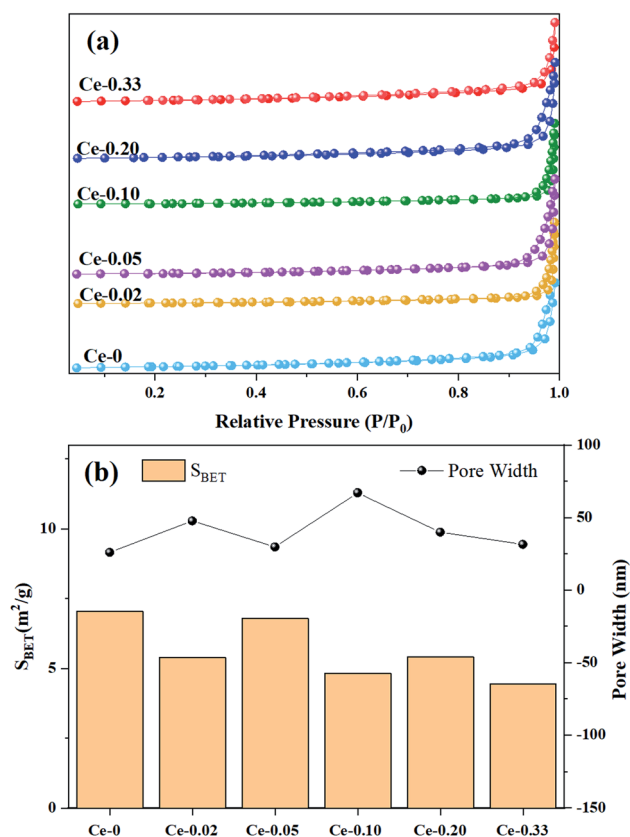 (a)
Ce-0.33
Ce-0.20
Ce-0.10
Ce-0.05
Ce-0.02
Ce-0
0.2 0.4 0.6 0.8 1.0
Relative Pressure (P/P₀)
(b)
S_BET
Pore Width
10
5
0
S_BET(m²/g)
100
50
0
-50
-100
-150
Pore Width (nm)
Ce-0 Ce-0.02 Ce-0.05 Ce-0.10 Ce-0.20 Ce-0.33